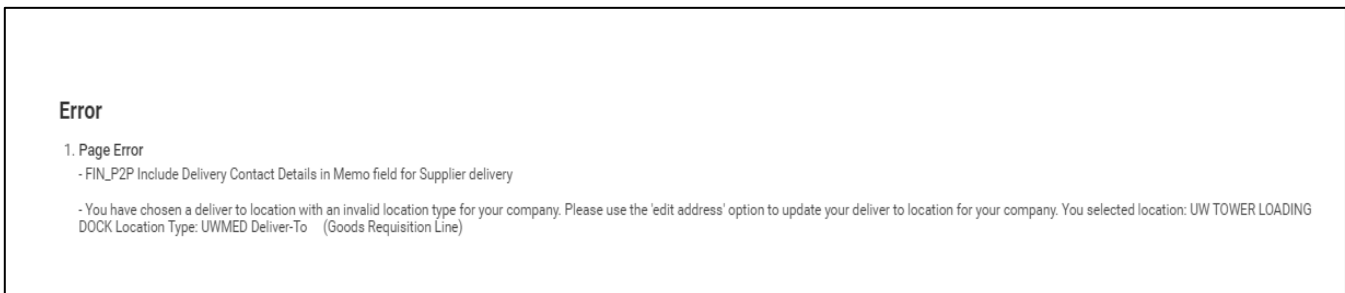 Error
1. Page Error
- FIN_P2P Include Delivery Contact Details in Memo field for Supplier delivery
- You have chosen a deliver to location with an invalid location type for your company. Please use the 'edit address' option to update your deliver to location for your company. You selected location: UW TOWER LOADING
DOCK Location Type: UWMED Deliver-To (Goods Requisition Line)